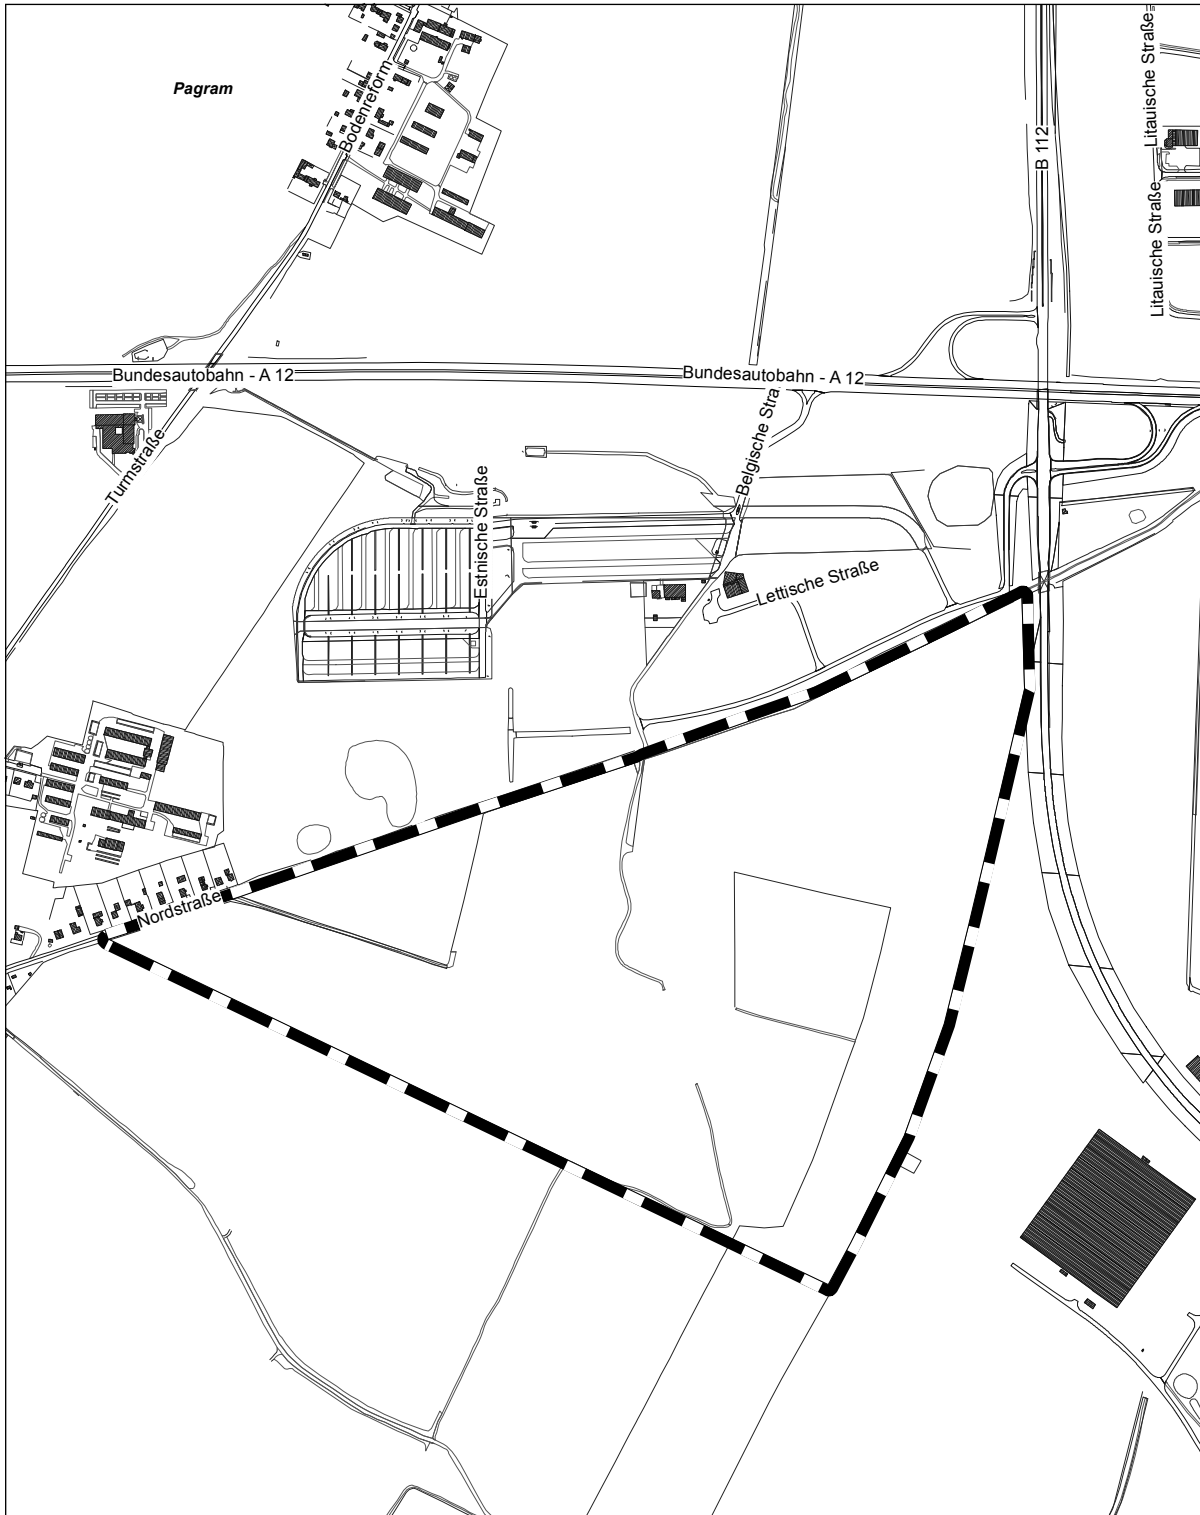 Litauische Straße
Pagram
Bodenreform
B 112
Litauische Straße
Bundesautobahn - A 12
Bundesautobahn - A 12
Belgische Stra
Turmstraße
Estnische Straße
Lettische Straße
Nordstraße